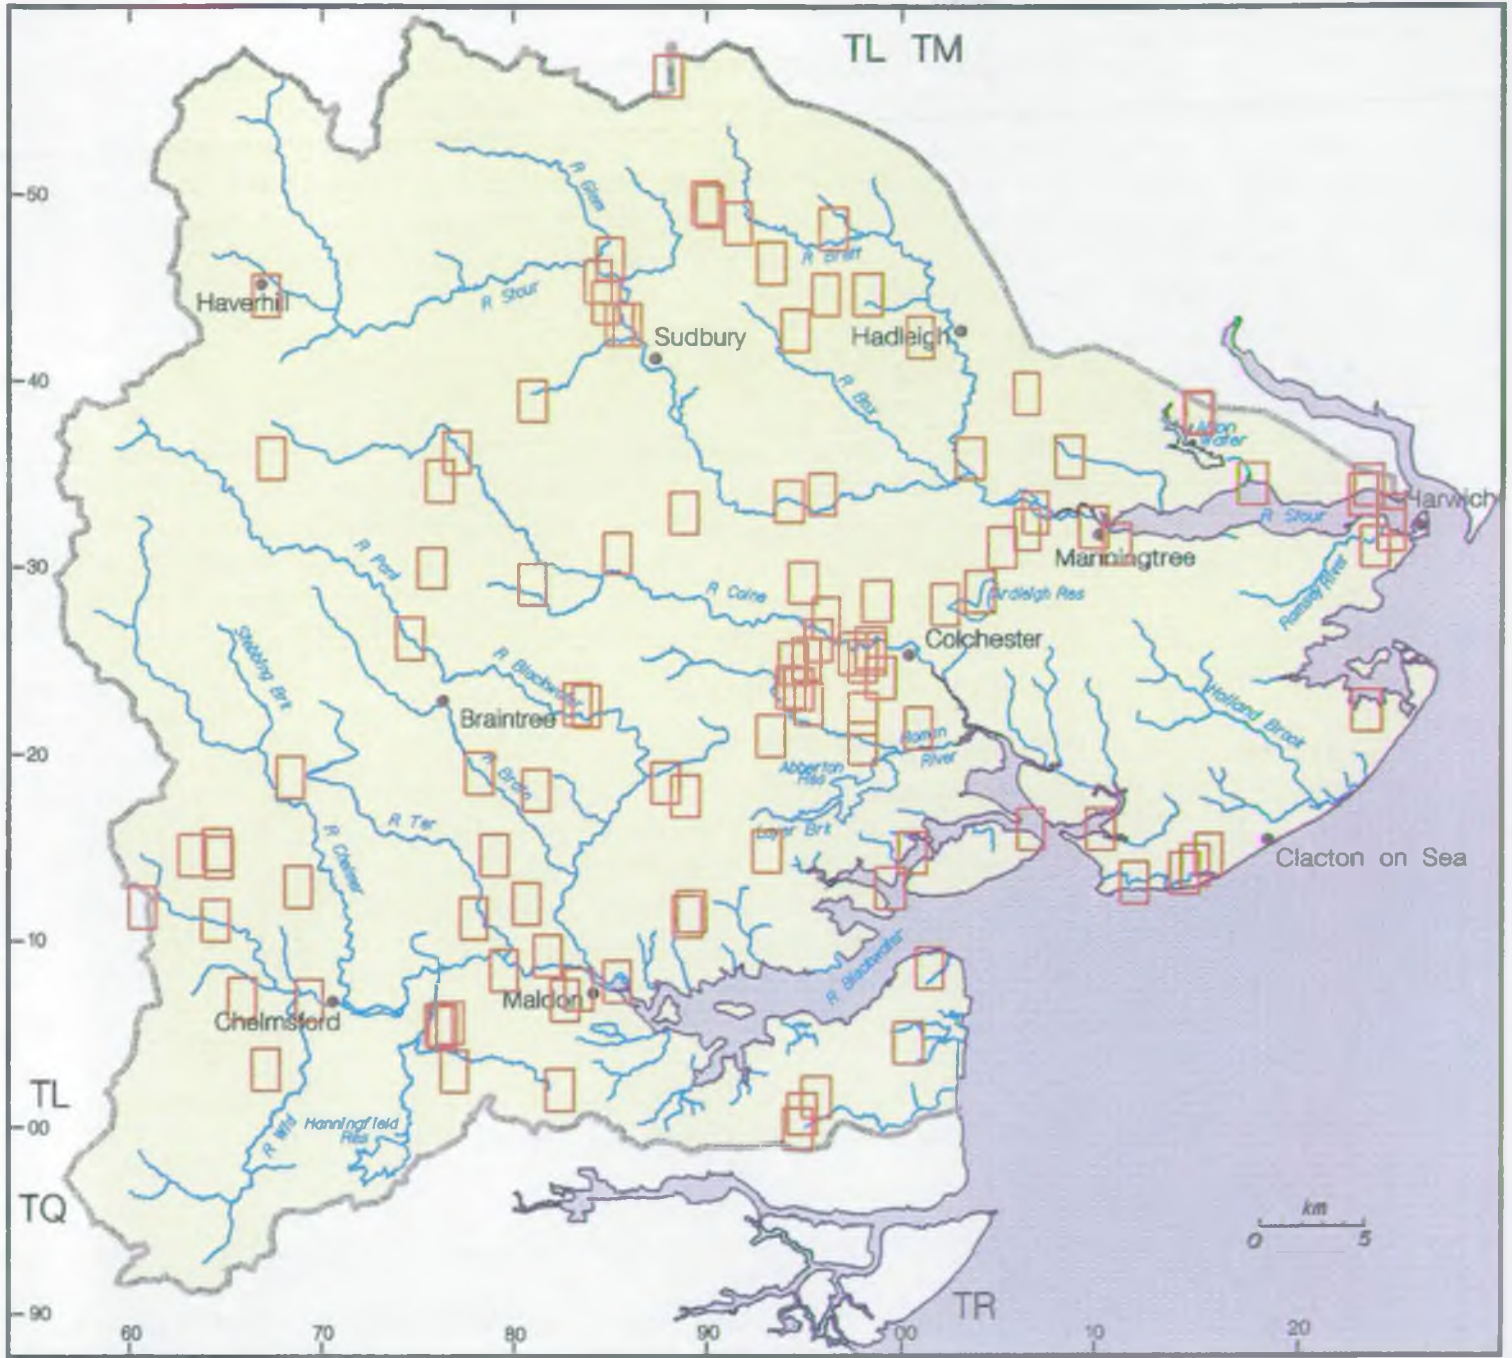 TL TM
50
R Glem
R Brett
Haverhill
R Stour
Sudbury
Hadleigh
40
R Box
Harwich
R Stour
Manningtree
30
R Pant
R Colne
Ardleigh Res
Ramsey River
Colchester
Stebbing Brk
R Blackwater
Holland Brook
Braintree
Roman
River
20
R Brain
Abberton
Res
R Ter
Layer Brk
R Chelmer
Clacton on Sea
10
R Blackwater
Maldon
Chelmsford
TL
Hanningfield
Res
00
R Wid
TQ
km
0 5
90
TR
60 70 80 90 00 10 20